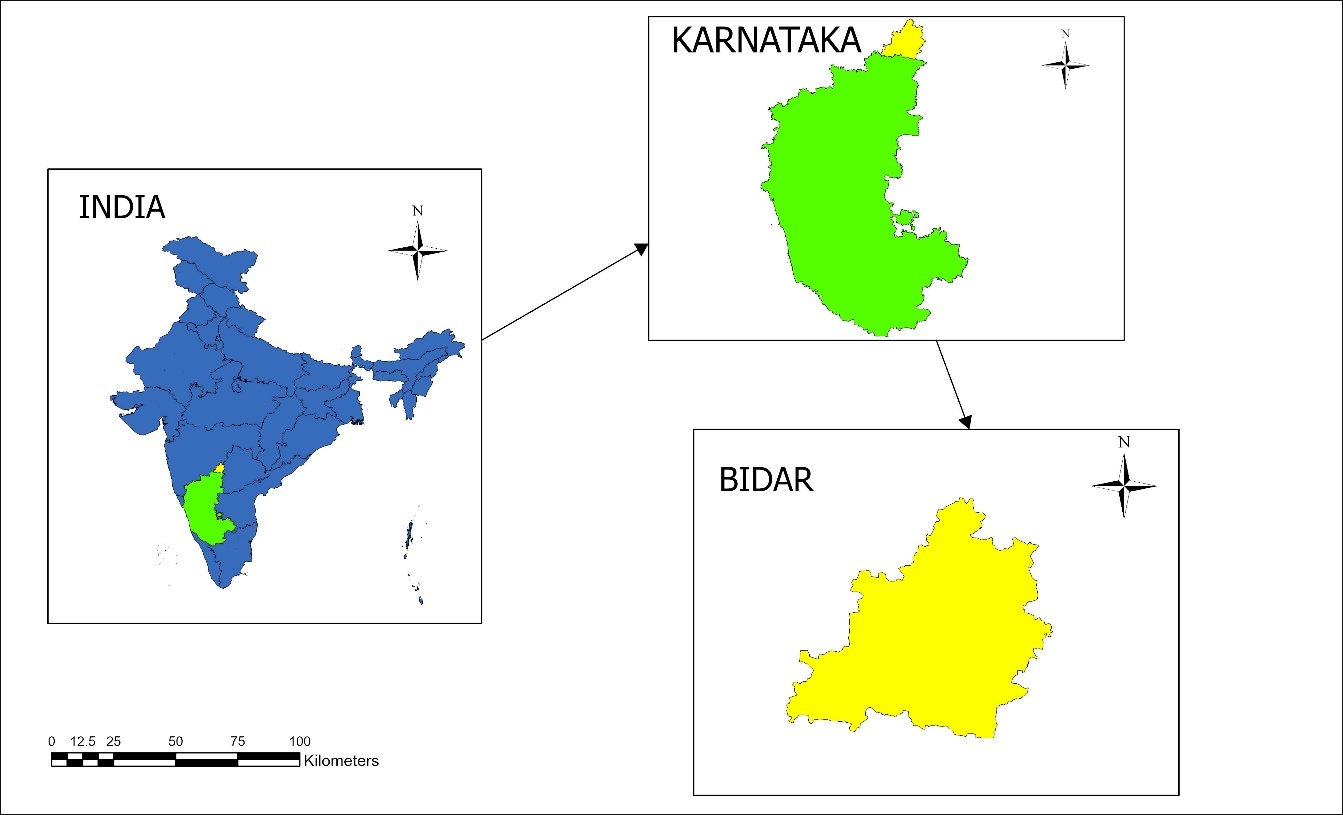 KARNATAKA
N
INDIA
N
BIDAR
N
0 12.5 25 50 75 100
Kilometers